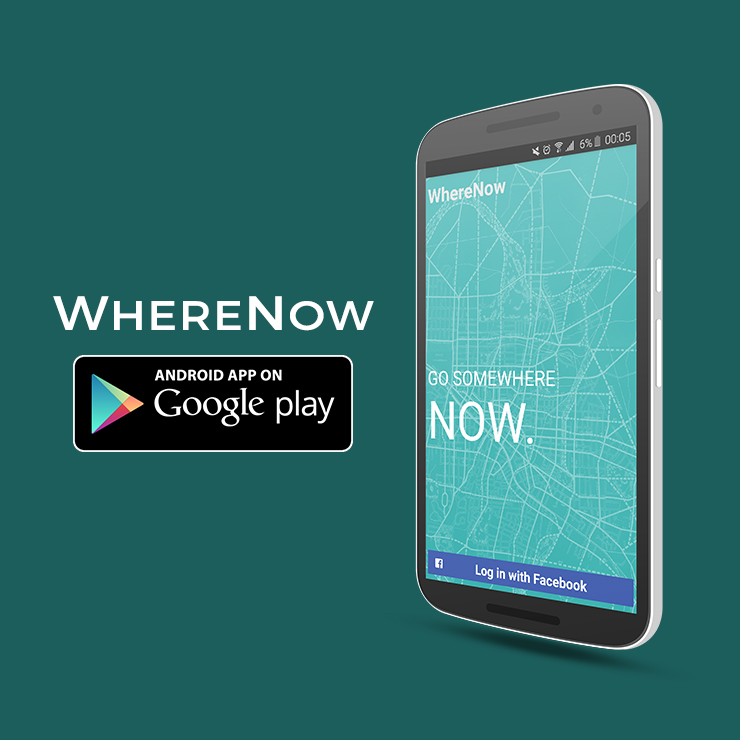 WHERENOW
ANDROID APP ON
Google play
6% 00:05
WhereNow
GO SOMEWHERE
NOW.
Log in with Facebook